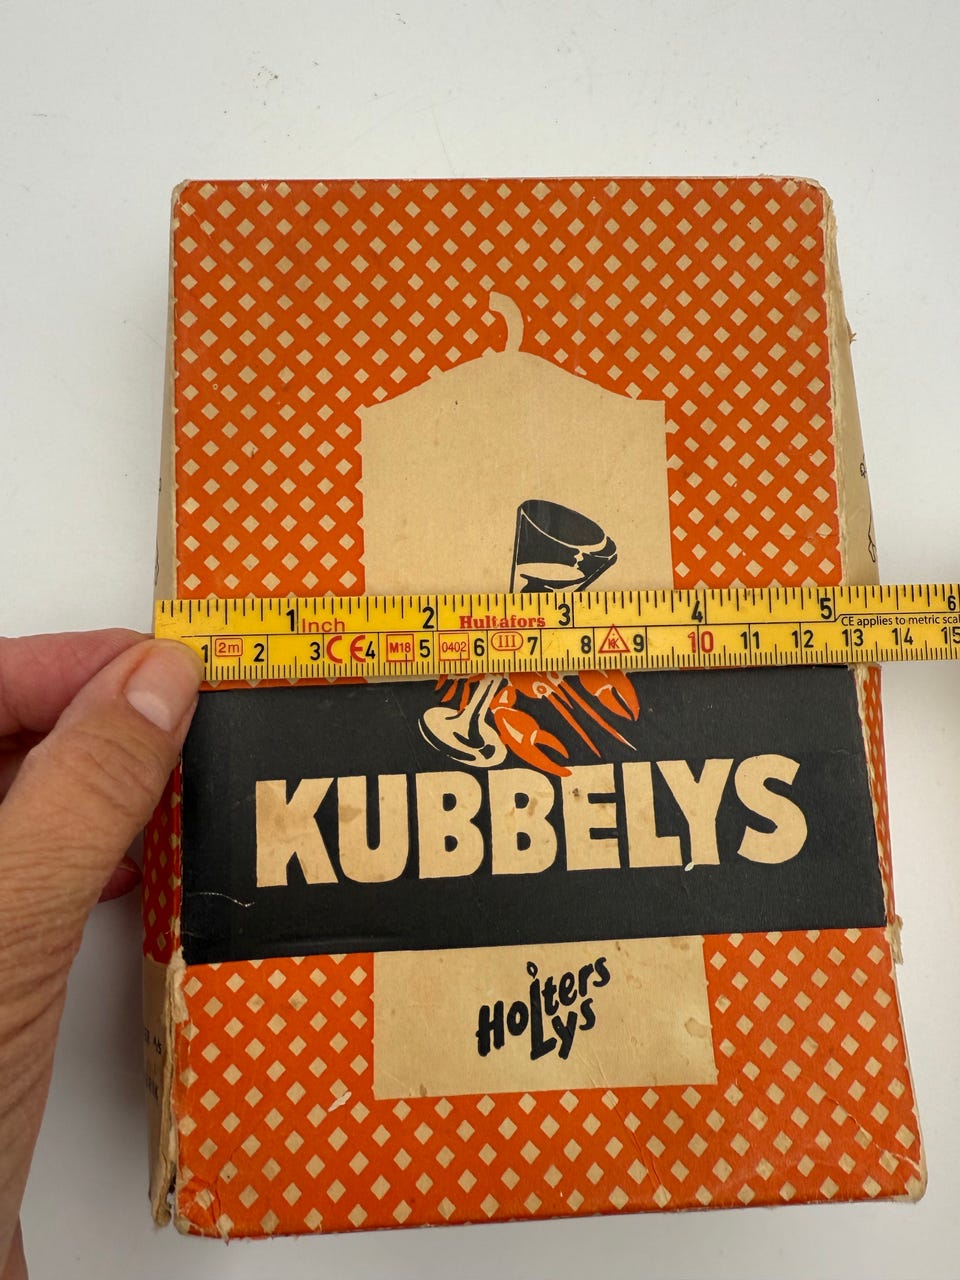 1 Inch 2 Hultafors 3 4 5 6
CE applies to metric scal
1 2m 2 3 CE 4 M18 5 0402 6 III 7 8 9 10 11 12 13 14 15
KUBBELYS
Holters
Lys